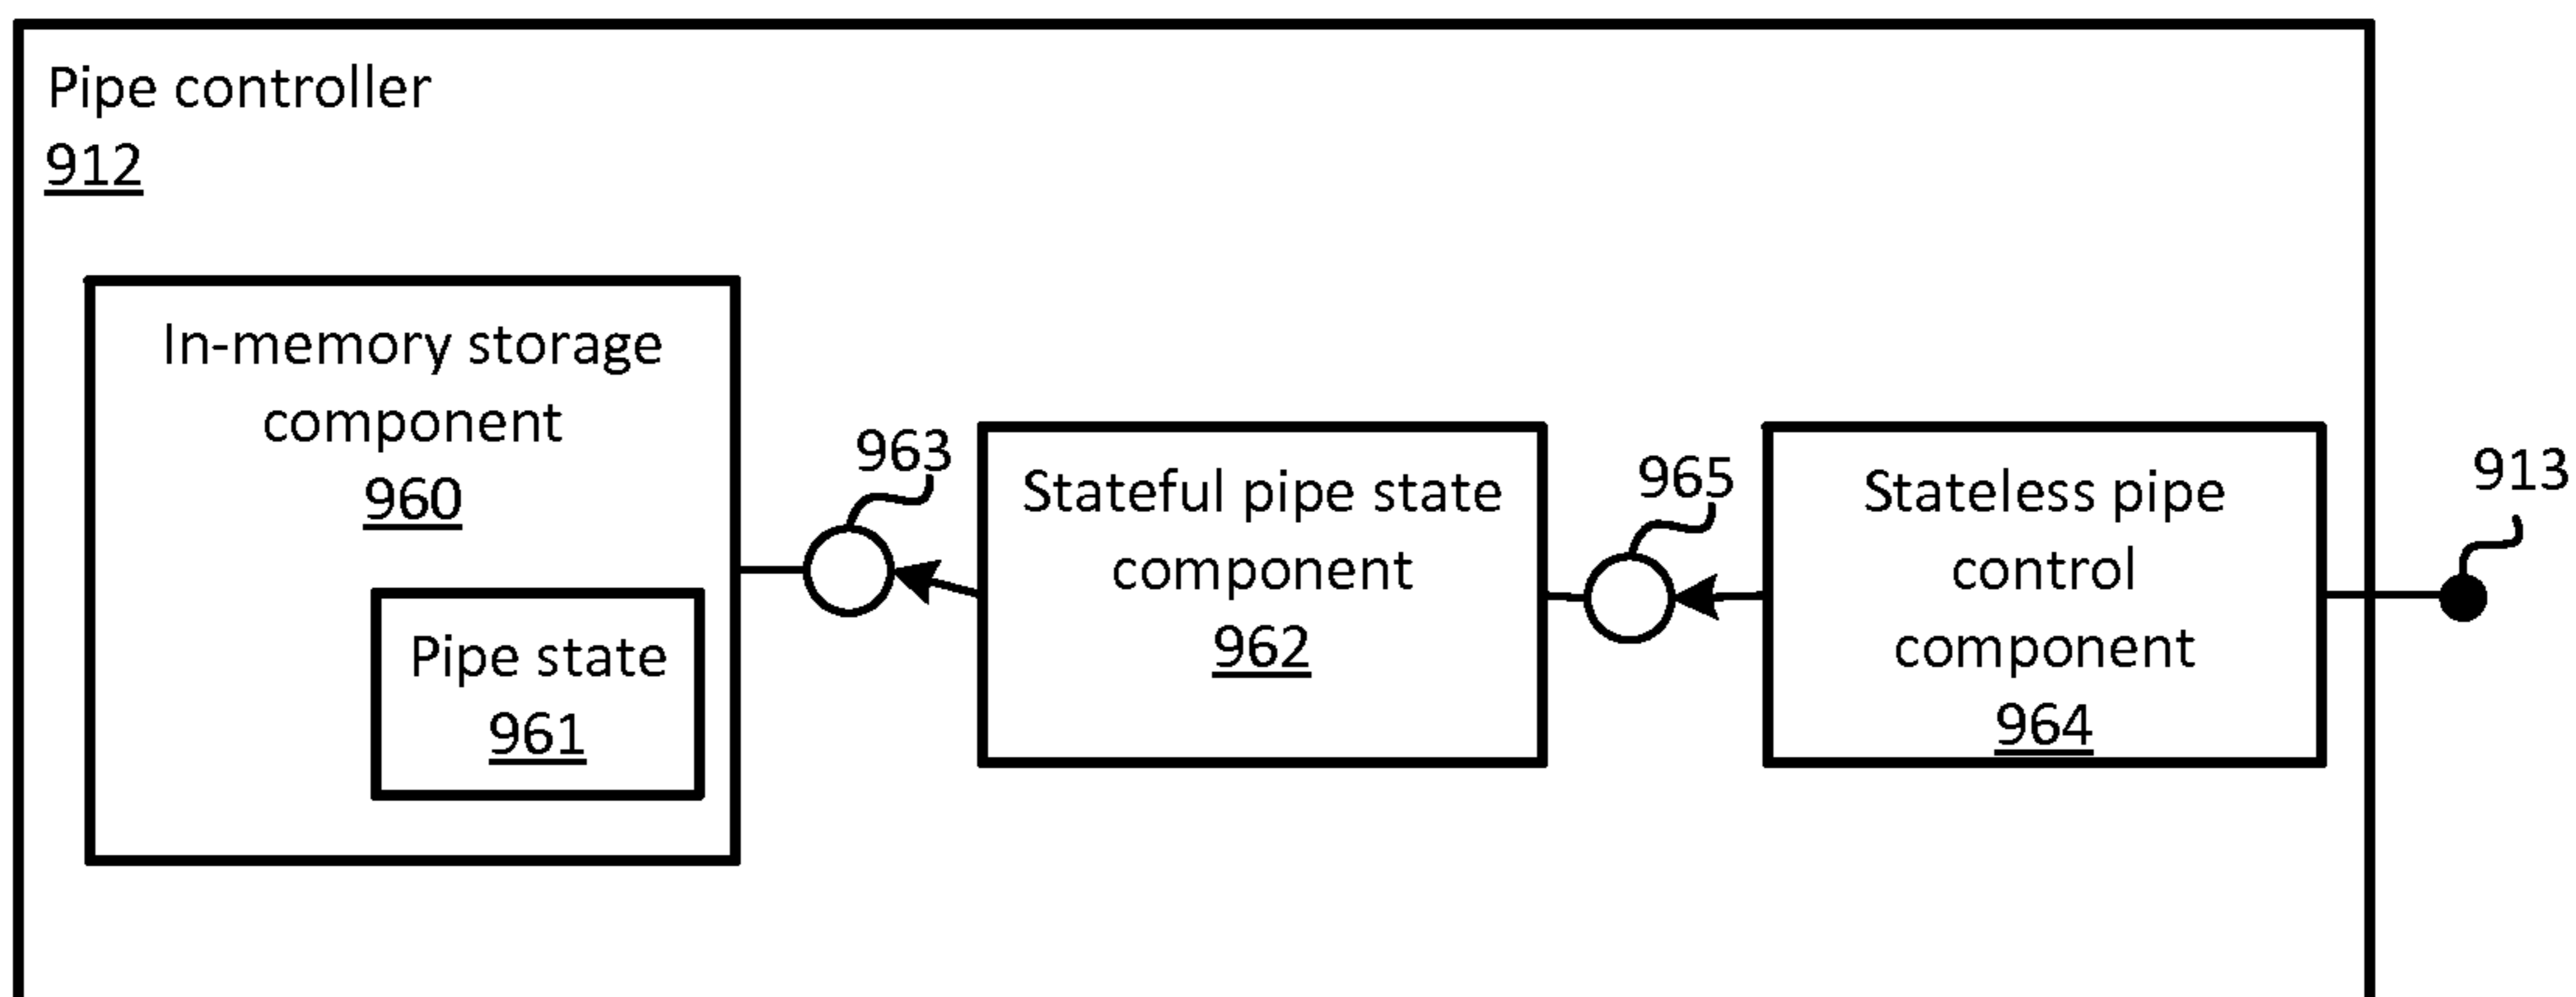 Pipe controller
912
In-memory storage
component
960
Pipe state
961
963
Stateful pipe state
component
962
965
Stateless pipe
control
component
964
913